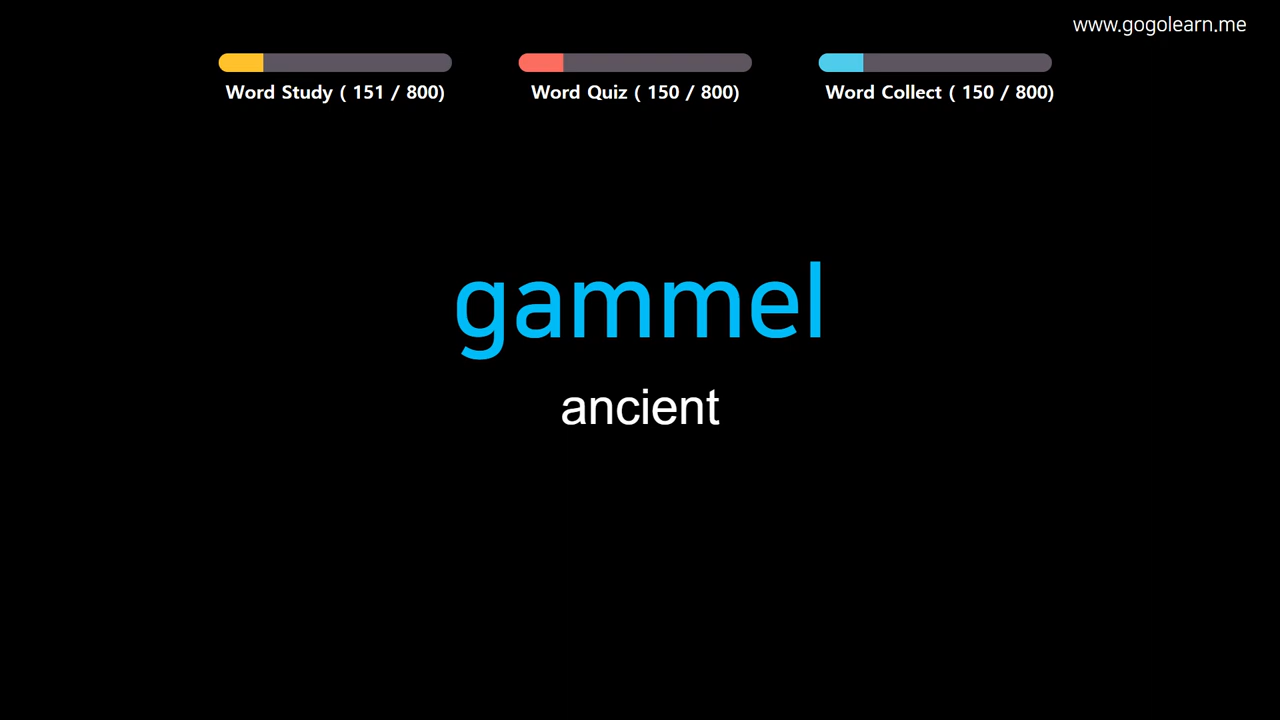 www.gogolearn.me
Word Study ( 151 / 800)
Word Quiz ( 150 / 800)
Word Collect ( 150 / 800)
gammel
ancient